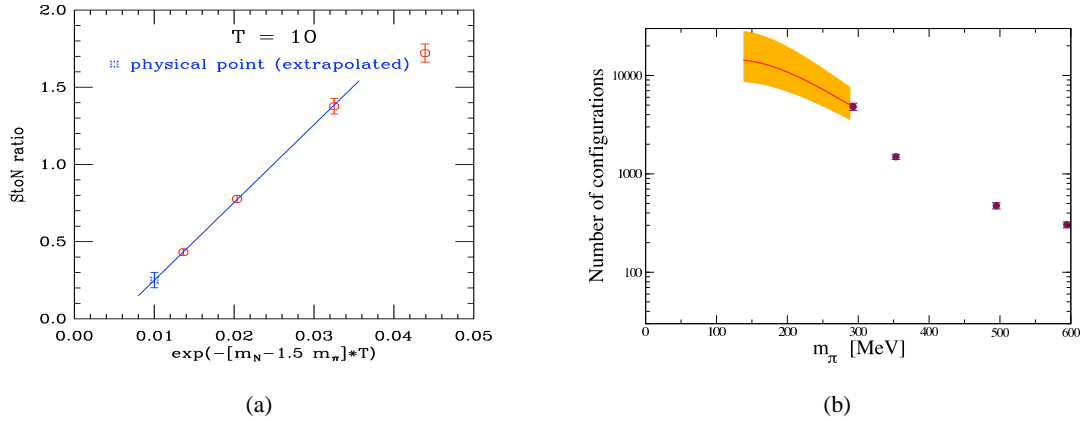 T = 10
physical point (extrapolated)
StoN ratio
2.0
1.5
1.0
0.5
0.0
0.00 0.01 0.02 0.03 0.04 0.05
exp(−[m_N−1.5 m_π]*T)
(a)
Number of configurations
10000
1000
100
0 100 200 300 400 500 600
m_π [MeV]
(b)